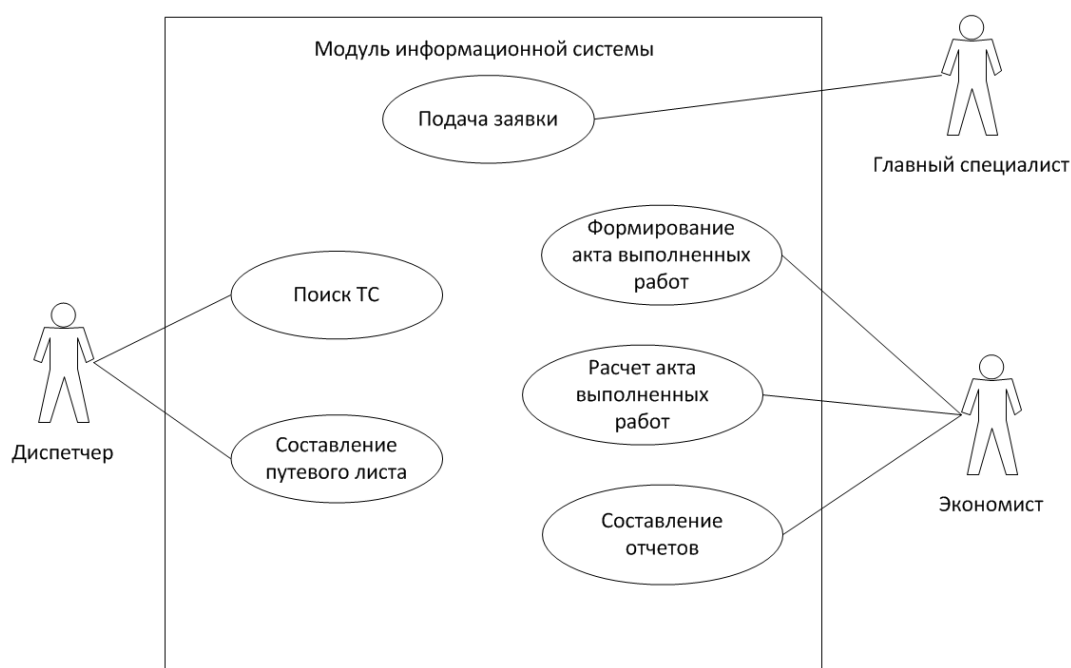 Модуль информационной системы
Подача заявки
Главный специалист
Формирование
акта выполненных
работ
Поиск ТС
Расчет акта
выполненных
работ
Диспетчер
Составление
путевого листа
Экономист
Составление
отчетов